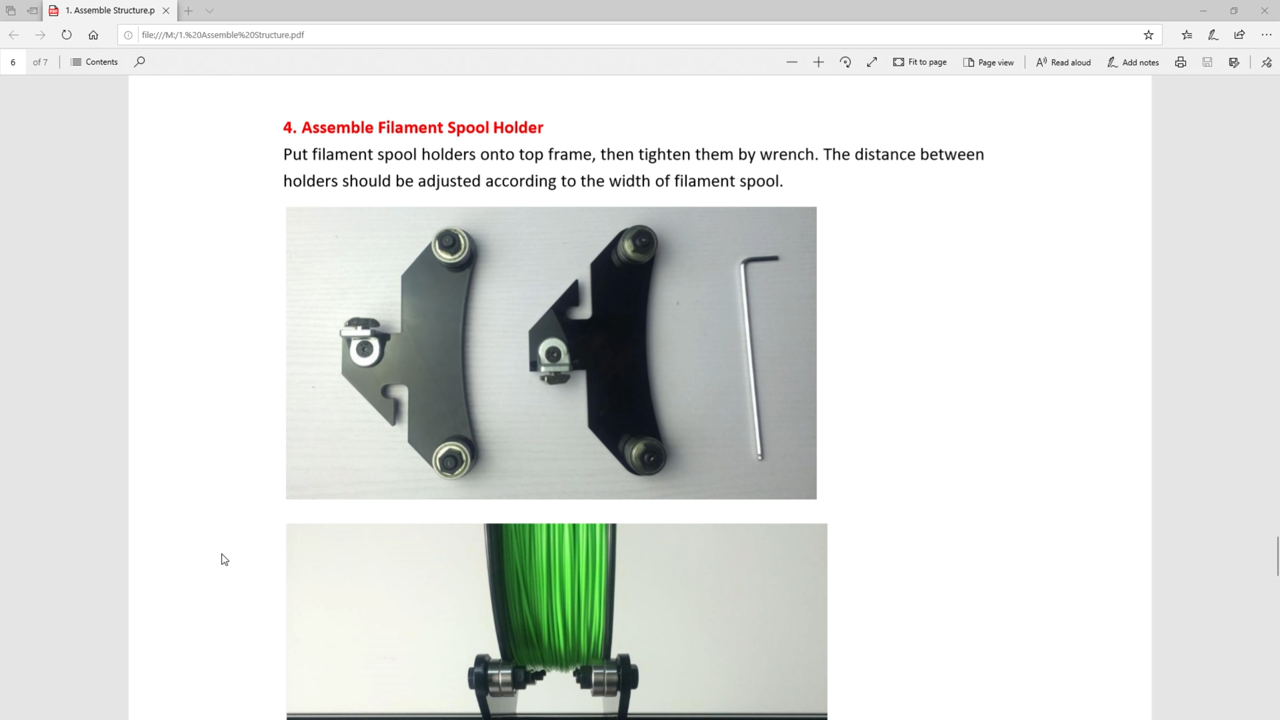 1. Assemble Structure.p
file:///M:/1.%20Assemble%20Structure.pdf
6 of 7 Contents Fit to page Page view Read aloud Add notes
4. Assemble Filament Spool Holder
Put filament spool holders onto top frame, then tighten them by wrench. The distance between
holders should be adjusted according to the width of filament spool.